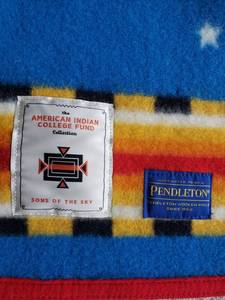 the
AMERICAN INDIAN
COLLEGE FUND
Collection
SONS OF THE SKY
PENDLETON